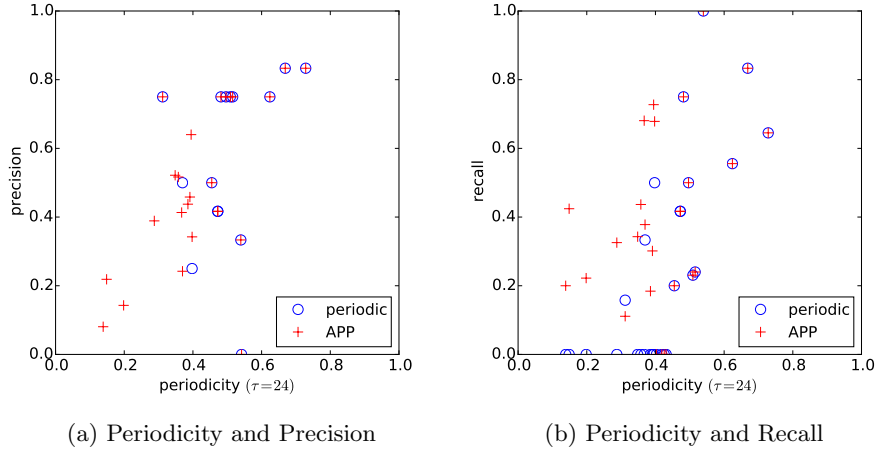 1.0
0.8
0.6
0.4
0.2
0.0
precision
0.0 0.2 0.4 0.6 0.8 1.0
periodicity (τ=24)
periodic
APP
(a) Periodicity and Precision
1.0
0.8
0.6
0.4
0.2
0.0
recall
0.0 0.2 0.4 0.6 0.8 1.0
periodicity (τ=24)
periodic
APP
(b) Periodicity and Recall